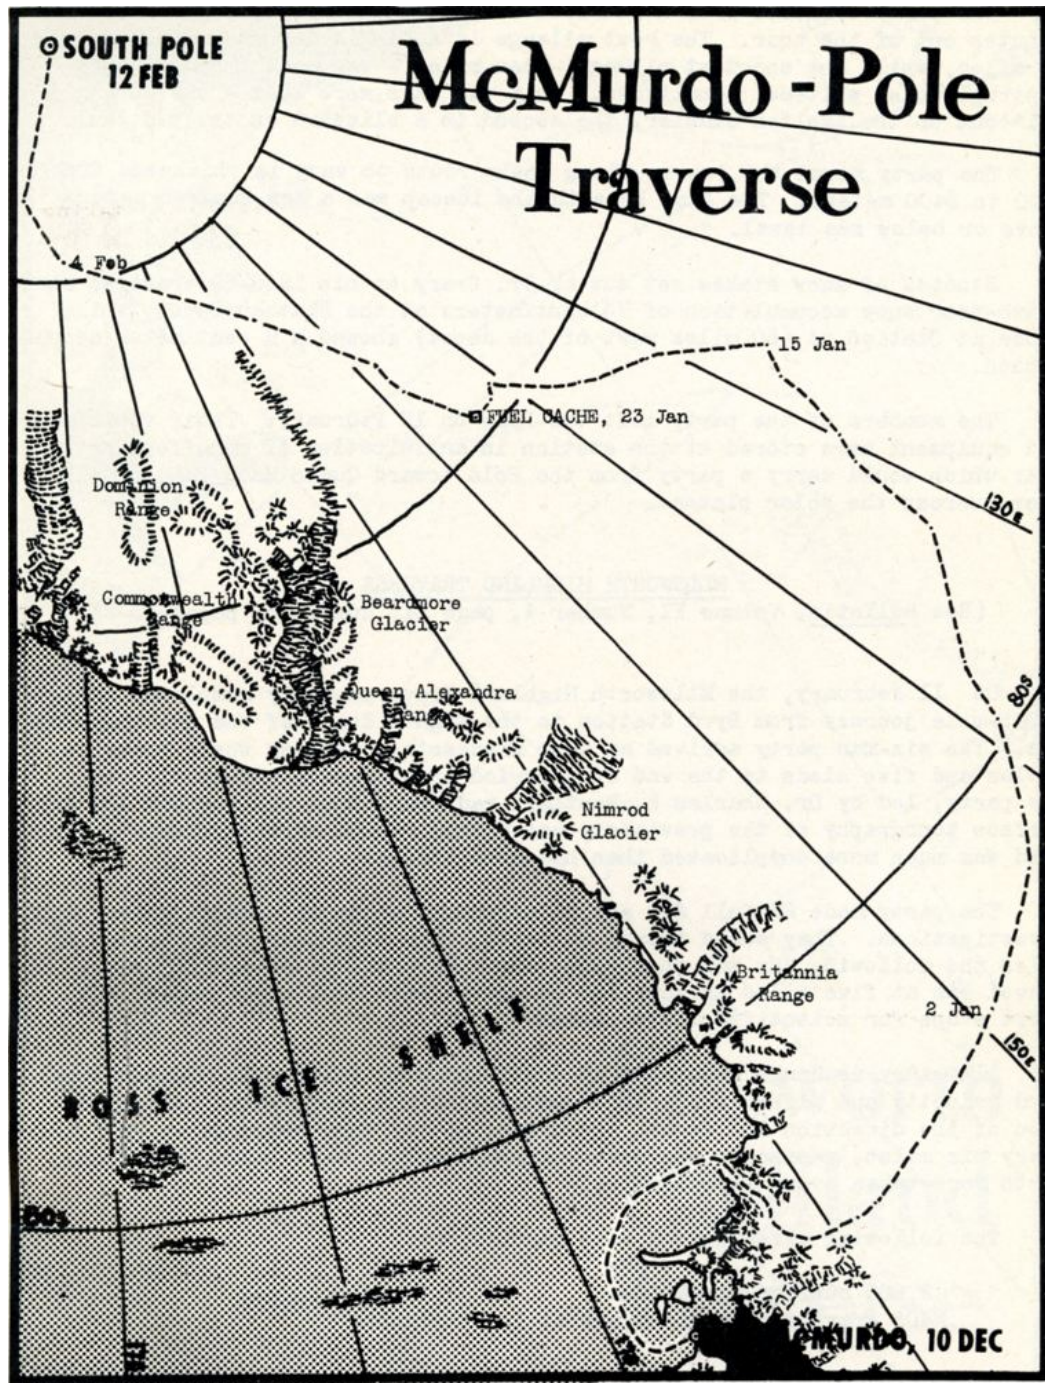 SOUTH POLE
12 FEB
McMurdo-Pole
Traverse
4 Feb
15 Jan
FUEL CACHE, 23 Jan
Dominion
Range
130E
Commonwealth
Range
Beardmore
Glacier
Queen Alexandra
Range
80S
Nimrod
Glacier
Britannia
Range
2 Jan
150E
ROSS ICE SHELF
80S
McMURDO, 10 DEC